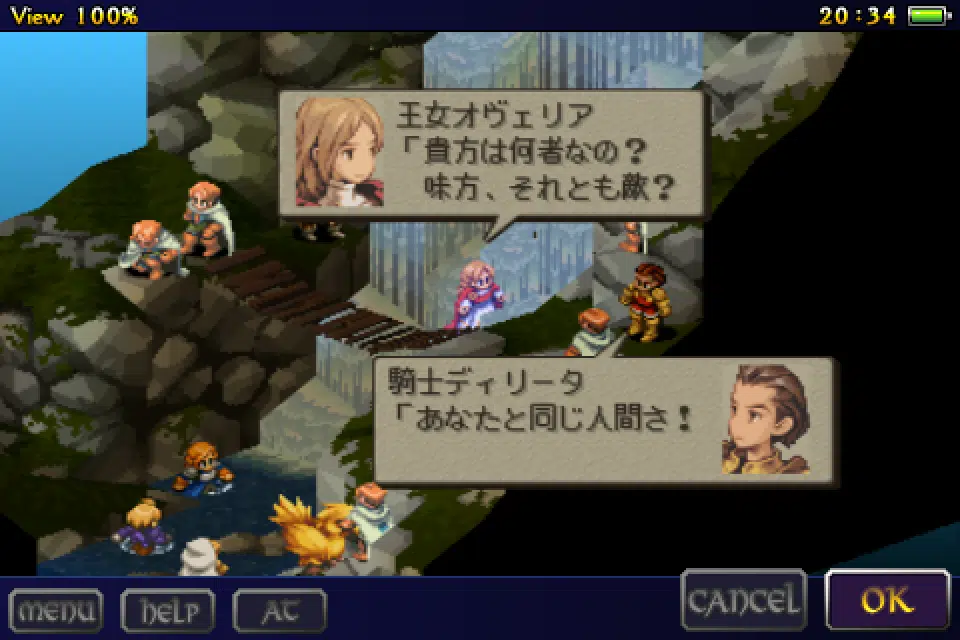 View 100%
20:34
王女オヴェリア
「貴方は何者なの？
味方、それとも敵？
騎士ディリータ
「あなたと同じ人間さ！
MENU
HELP
AT
CANCEL
OK